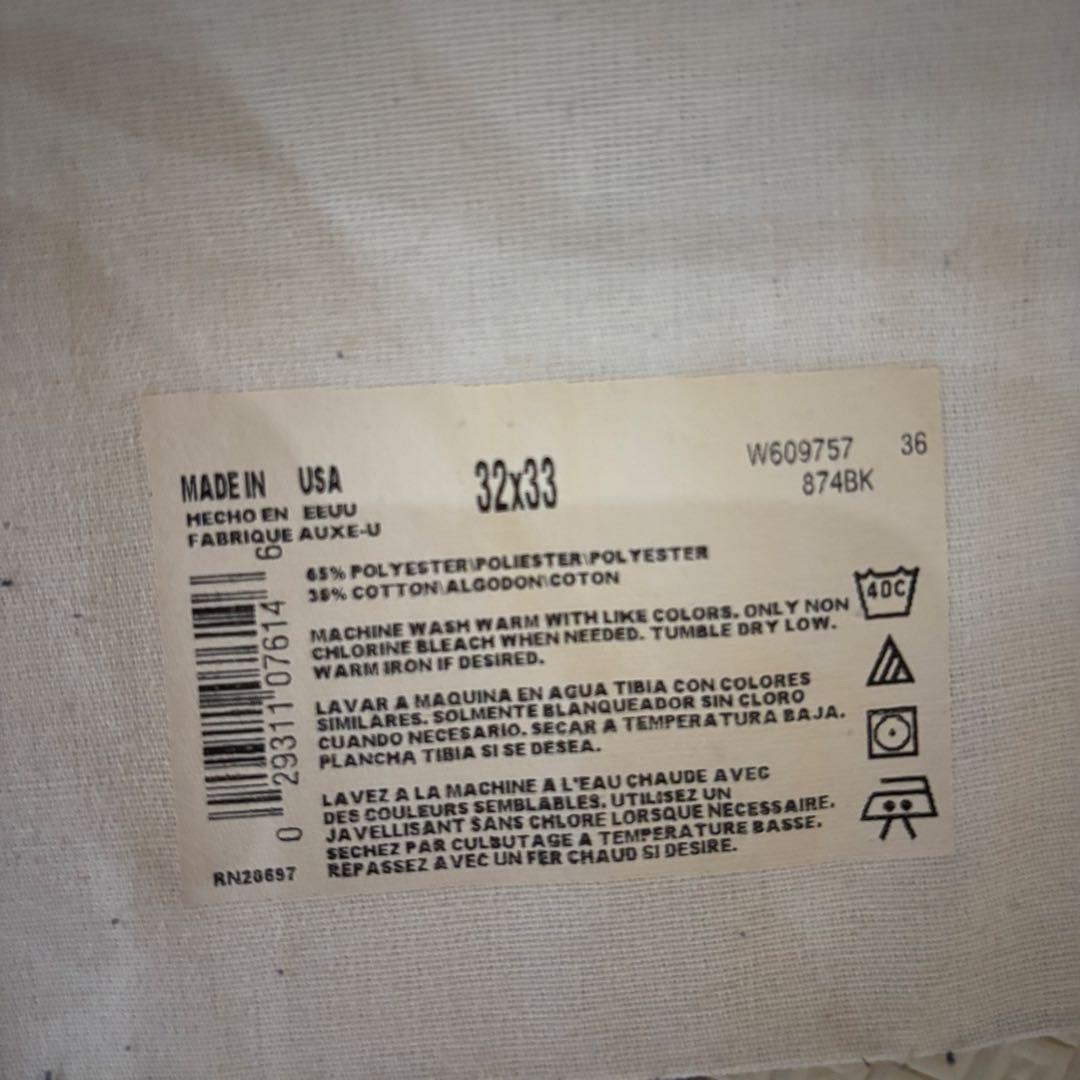 MADE IN USA
HECHO EN EEUU
FABRIQUE AUXE-U
32x33
W609757 36
874BK
65% POLYESTER\POLIESTER\POLYESTER
35% COTTON\ALGODON\COTON
MACHINE WASH WARM WITH LIKE COLORS. ONLY NON
CHLORINE BLEACH WHEN NEEDED. TUMBLE DRY LOW.
WARM IRON IF DESIRED.
LAVAR A MAQUINA EN AGUA TIBIA CON COLORES
SIMILARES. SOLMENTE BLANQUEADOR SIN CLORO
CUANDO NECESARIO. SECAR A TEMPERATURA BAJA.
PLANCHA TIBIA SI SE DESEA.
LAVEZ A LA MACHINE A L'EAU CHAUDE AVEC
DES COULEURS SEMBLABLES. UTILISEZ UN
JAVELLISANT SANS CHLORE LORSQUE NECESSAIRE.
SECHEZ PAR CULBUTAGE A TEMPERATURE BASSE.
REPASSEZ AVEC UN FER CHAUD SI DESIRE.
40C
0 29311 07614 6
RN20697